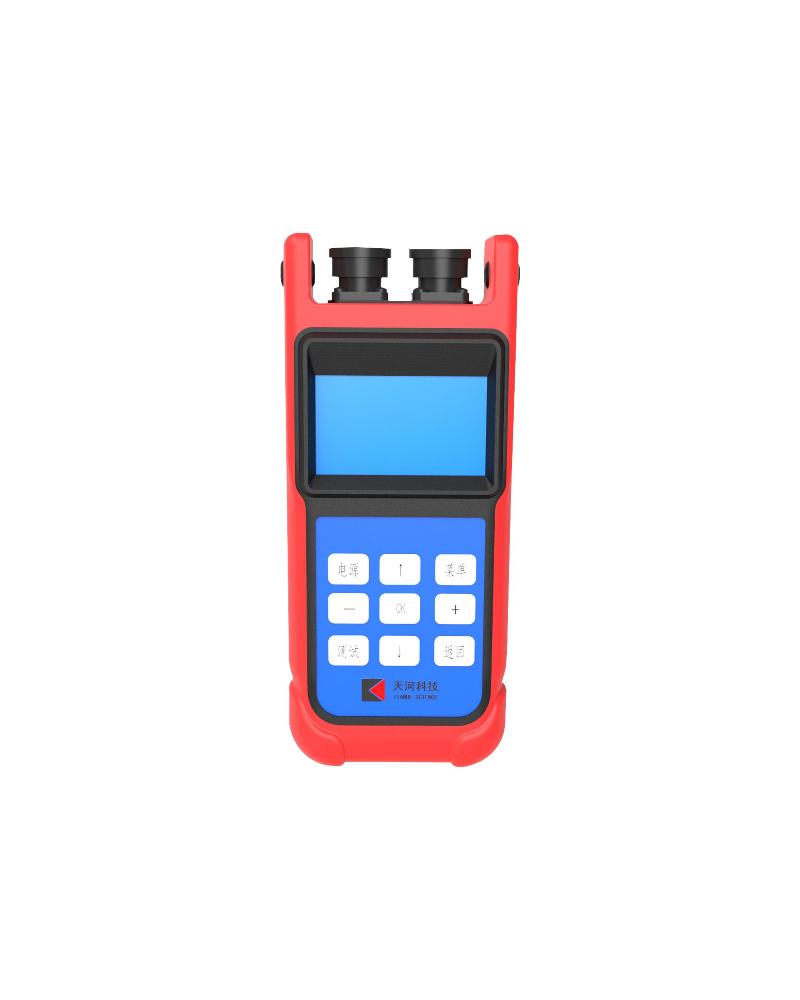 电源 ↑ 菜单
— OK +
测试 ↓ 返回
天河科技
TIANHE SCIENCE